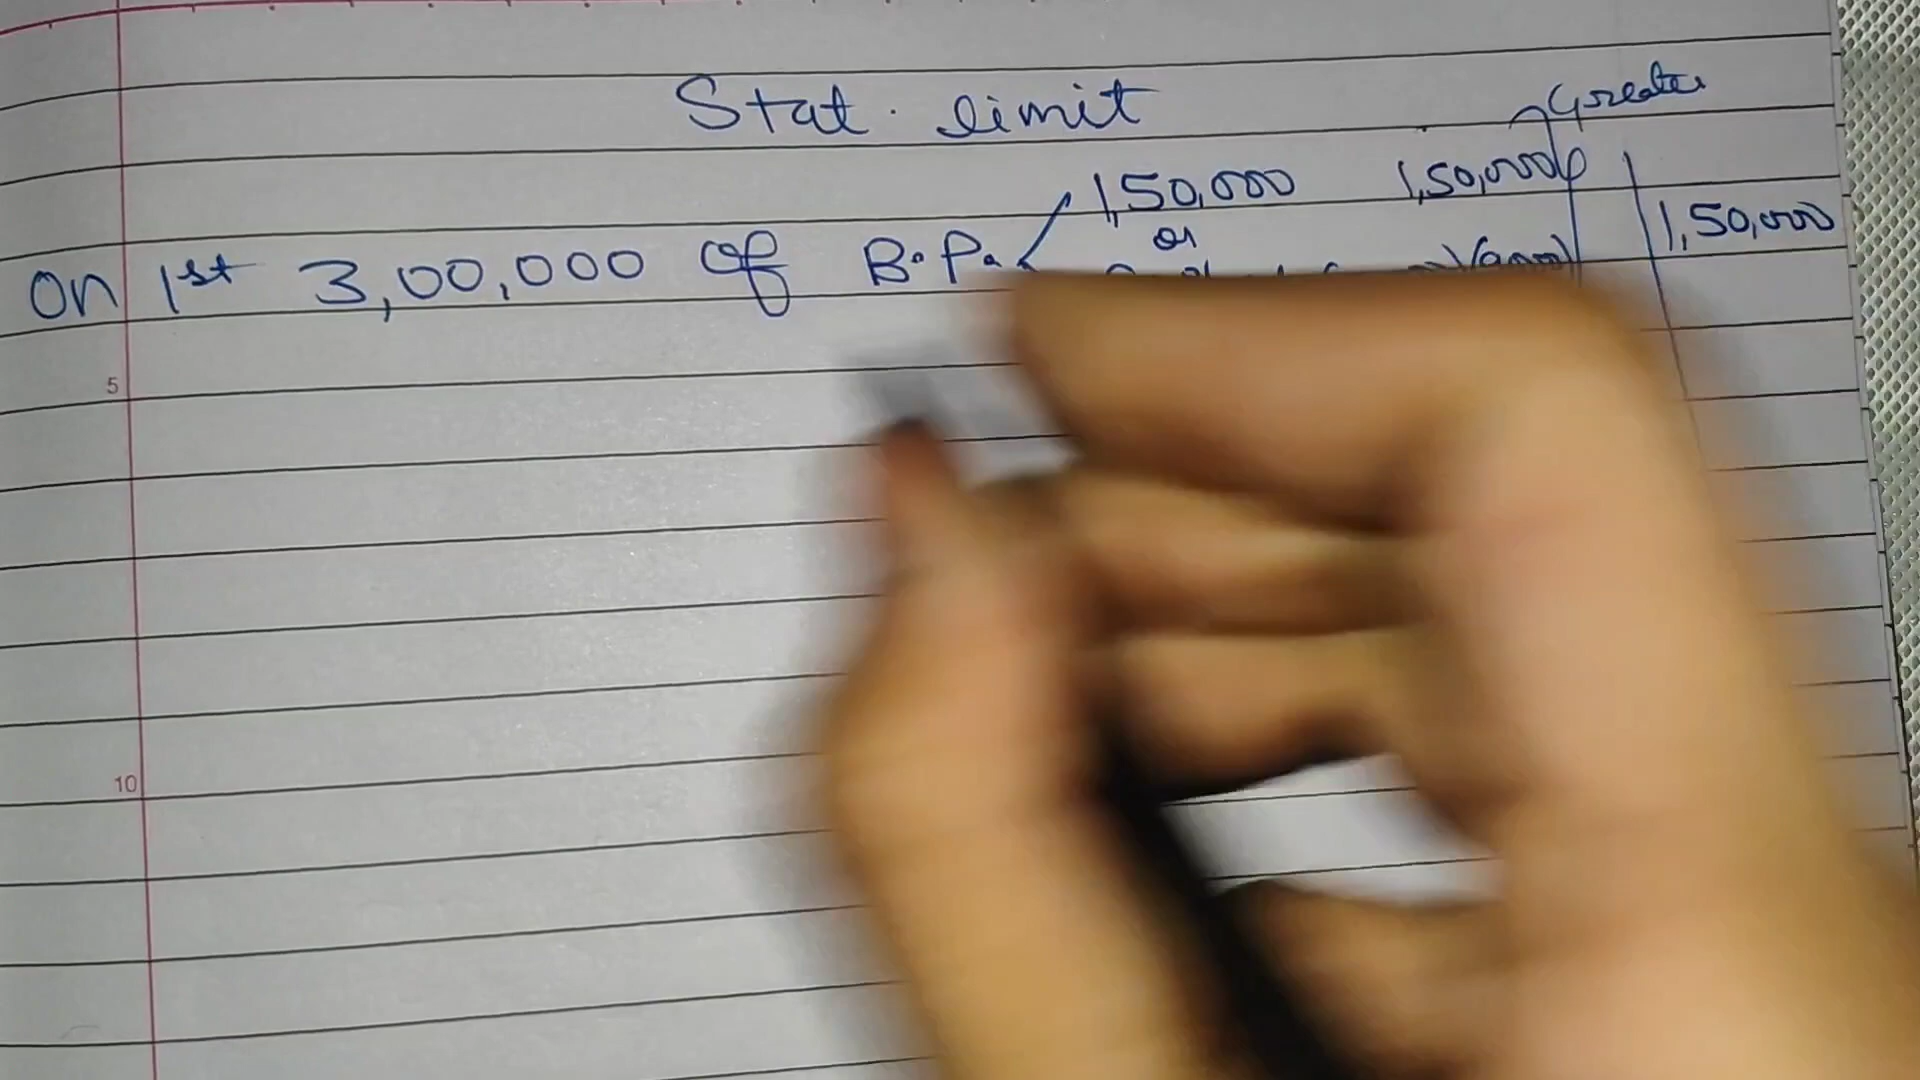 Stat. limit
Greater
1,50,000 1,50,000
or 1,50,000
On 1st 3,00,000 of B.P.
5
10